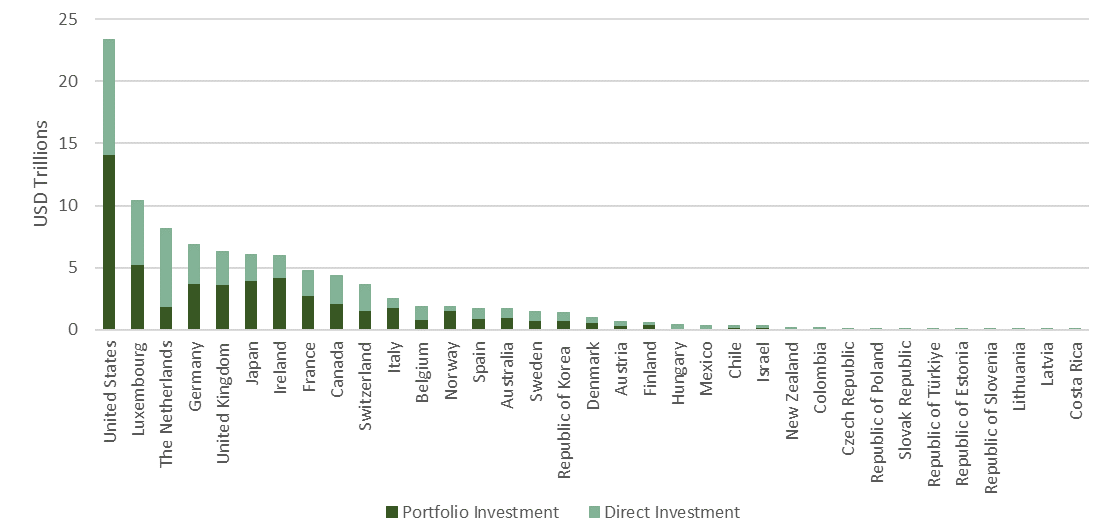 25
20
15
10
5
0
USD Trillions
United States
Luxembourg
The Netherlands
Germany
United Kingdom
Japan
Ireland
France
Canada
Switzerland
Italy
Belgium
Norway
Spain
Australia
Sweden
Republic of Korea
Denmark
Austria
Finland
Hungary
Mexico
Chile
Israel
New Zealand
Colombia
Czech Republic
Republic of Poland
Slovak Republic
Republic of Türkiye
Republic of Estonia
Republic of Slovenia
Lithuania
Latvia
Costa Rica
Portfolio Investment
Direct Investment